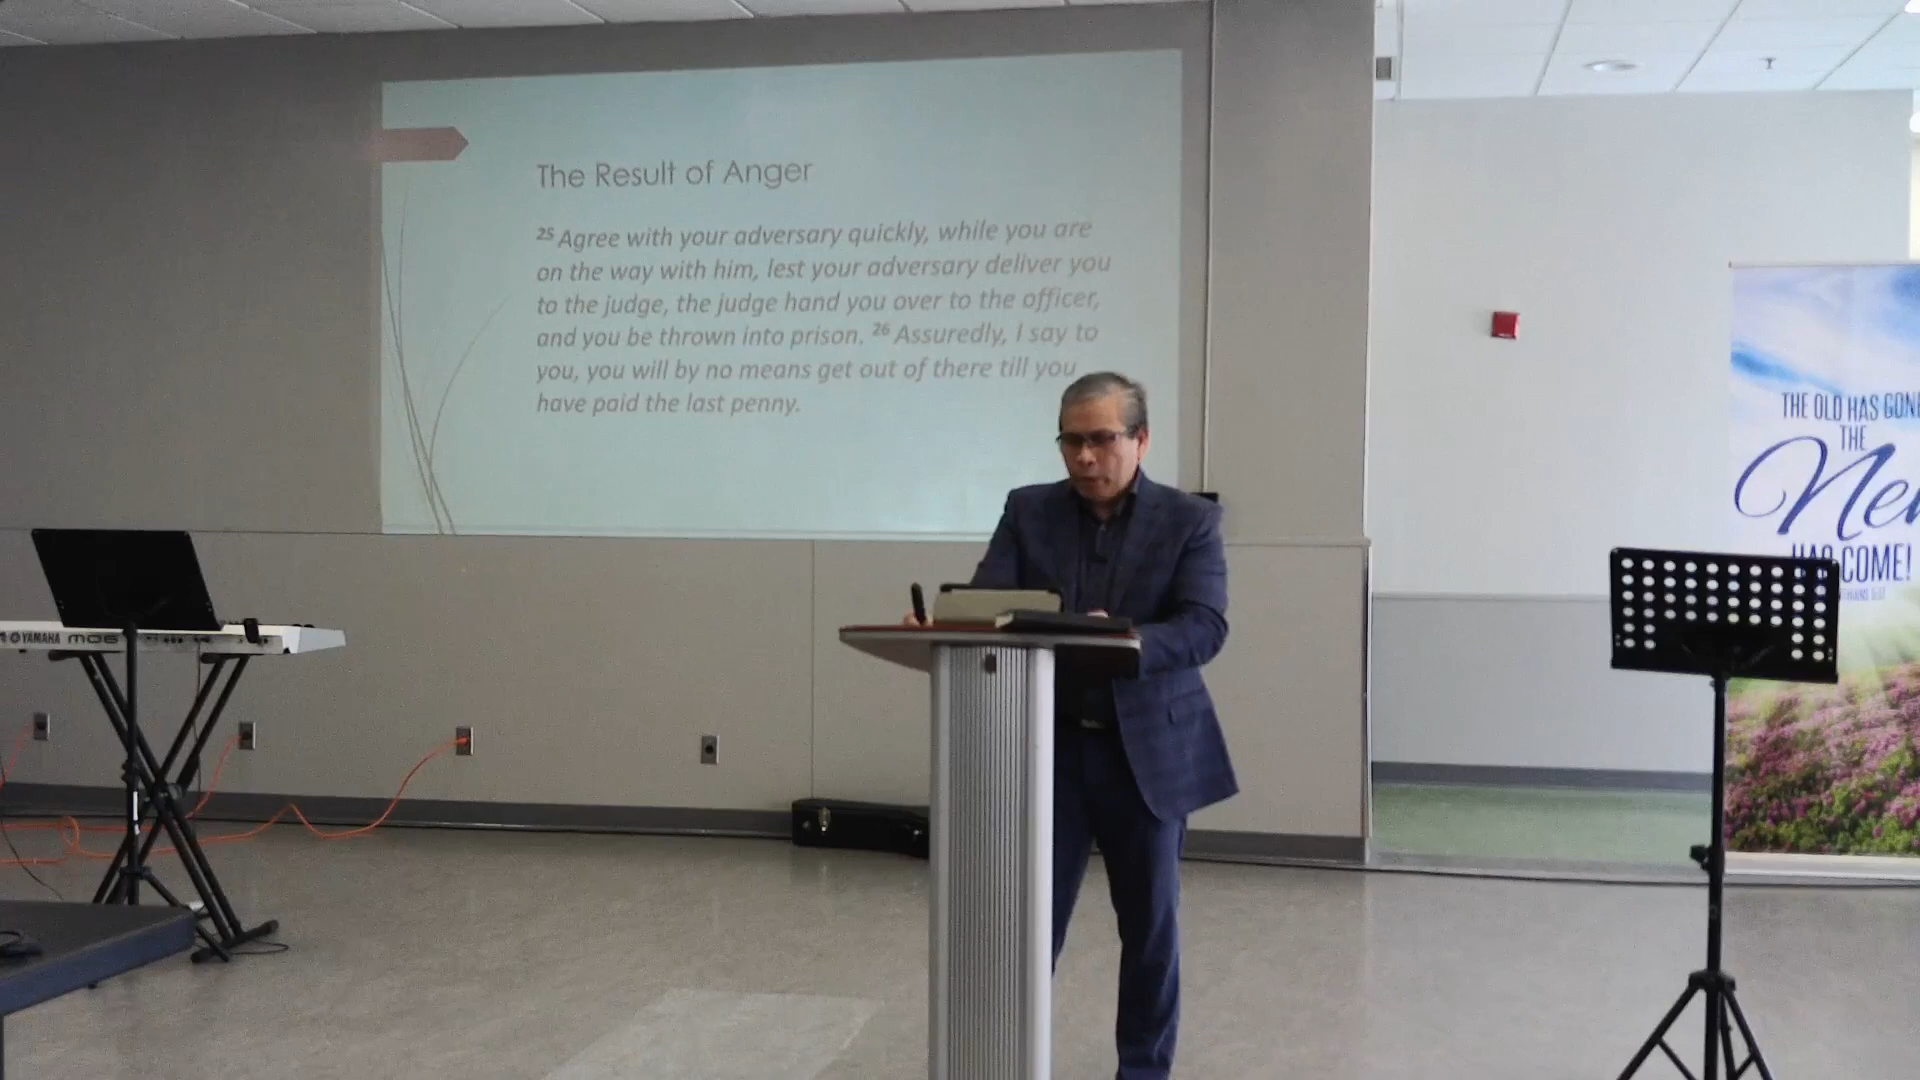 The Result of Anger
25 Agree with your adversary quickly, while you are
on the way with him, lest your adversary deliver you
to the judge, the judge hand you over to the officer,
and you be thrown into prison. 26 Assuredly, I say to
you, you will by no means get out of there till you
have paid the last penny.
YAMAHA MO6
THE OLD HAS GONE
THE
New
HAS COME!